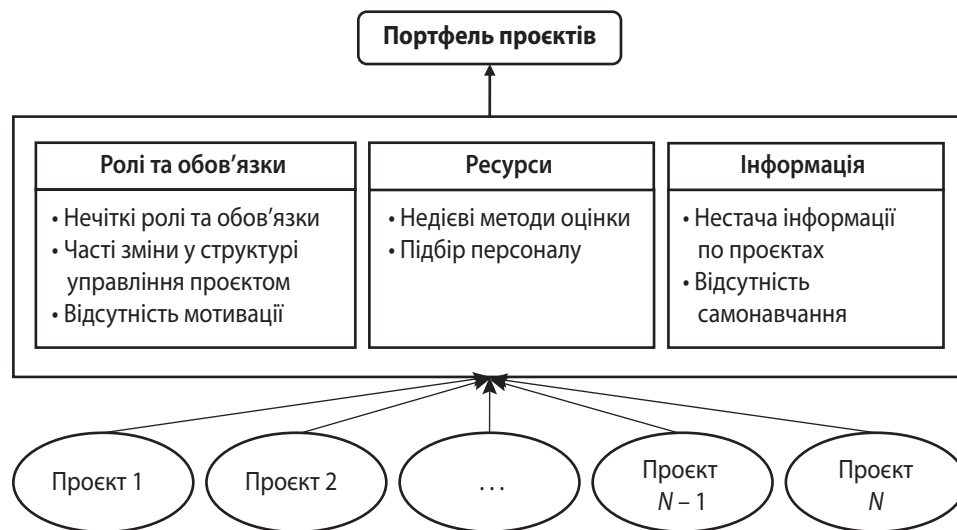 Портфель проєктів
Ролі та обов’язки
• Нечіткі ролі та обов’язки
• Часті зміни у структурі
управління проєктом
• Відсутність мотивації
Ресурси
• Недієві методи оцінки
• Підбір персоналу
Інформація
• Нестача інформації
по проєктах
• Відсутність
самонавчання
Проєкт 1
Проєкт 2
…
Проєкт
N – 1
Проєкт
N